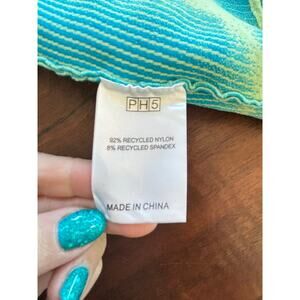 PH5
92% RECYCLED NYLON
8% RECYCLED SPANDEX
MADE IN CHINA